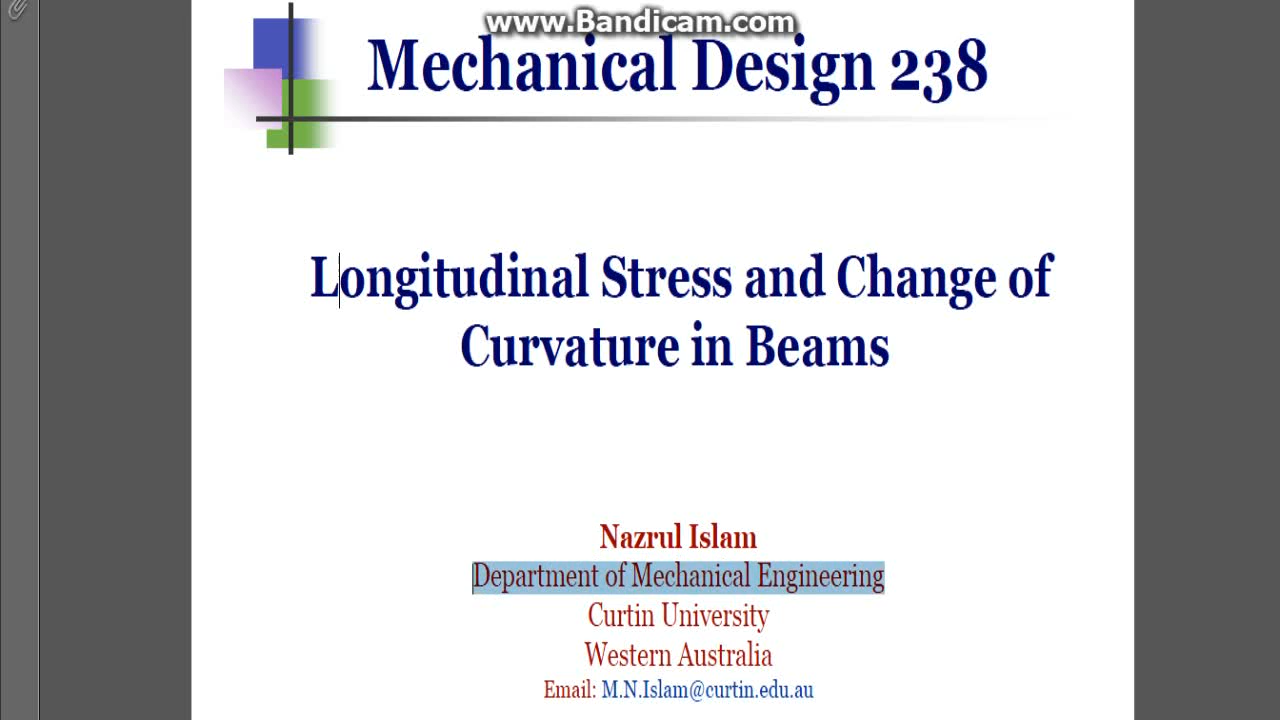 www.Bandicam.com
Mechanical Design 238
Longitudinal Stress and Change of
Curvature in Beams
Nazrul Islam
Department of Mechanical Engineering
Curtin University
Western Australia
Email: M.N.Islam@curtin.edu.au